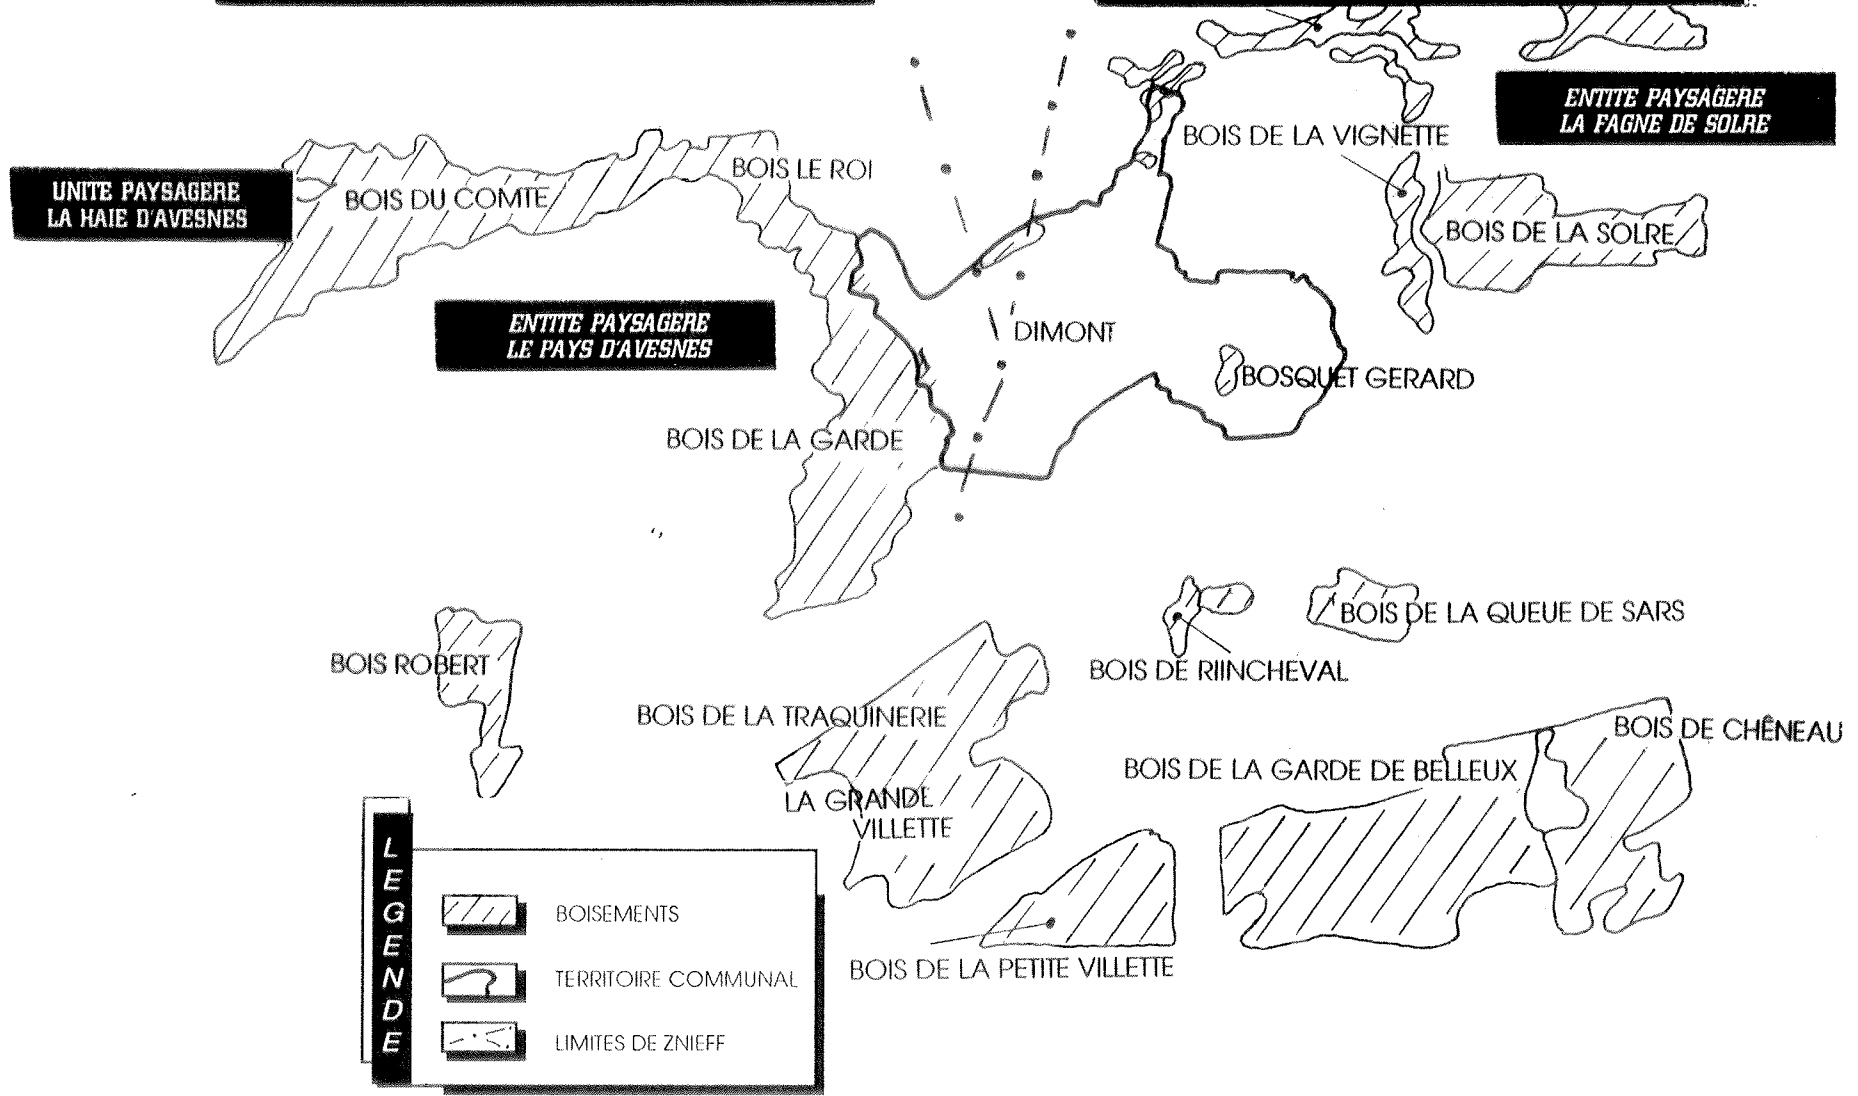 ENTITE PAYSAGERE
LA FAGNE DE SOLRE
BOIS DE LA VIGNETTE
BOIS LE ROI
UNITE PAYSAGERE
LA HAIE D'AVESNES
BOIS DU COMTE
BOIS DE LA SOLRE
ENTITE PAYSAGERE
LE PAYS D'AVESNES
DIMONT
BOSQUET GERARD
BOIS DE LA GARDE
BOIS DE LA QUEUE DE SARS
BOIS ROBERT
BOIS DE RIINCHEVAL
BOIS DE LA TRAQUINERIE
BOIS DE CHÊNEAU
BOIS DE LA GARDE DE BELLEUX
LA GRANDE
VILLETTE
BOIS DE LA PETITE VILLETTE
LEGENDE
BOISEMENTS
TERRITOIRE COMMUNAL
LIMITES DE ZNIEFF